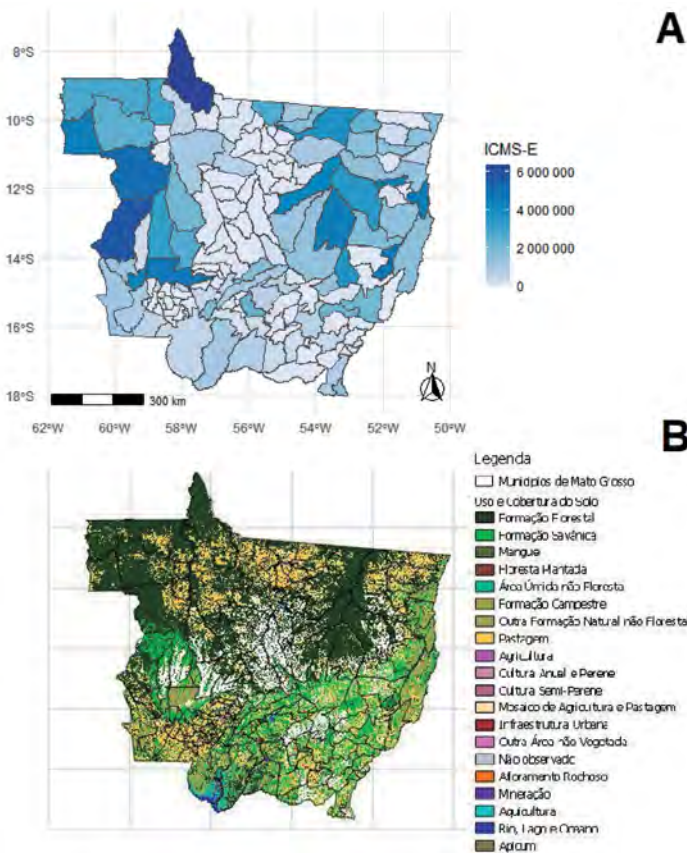 A
8°S
10°S
12°S
14°S
16°S
18°S
ICMS-E
6 000 000
4 000 000
2 000 000
0
N
300 km
62°W 60°W 58°W 56°W 54°W 52°W 50°W
B
Legenda
Municípios de Mato Grosso
Uso e Cobertura do Solo
Formação Florestal
Formação Savânica
Mangue
Floresta Plantada
Área Úmida não Floresta
Formação Campestre
Outra Formação Natural não Floresta
Pastagem
Agricultura
Cultura Anual e Perene
Cultura Semi-Perene
Mosaico de Agricultura e Pastagem
Infraestrutura Urbana
Outra Área não Vegetada
Não observado
Afloramento Rochoso
Mineração
Aquicultura
Rio, Lago e Oceano
Apicum